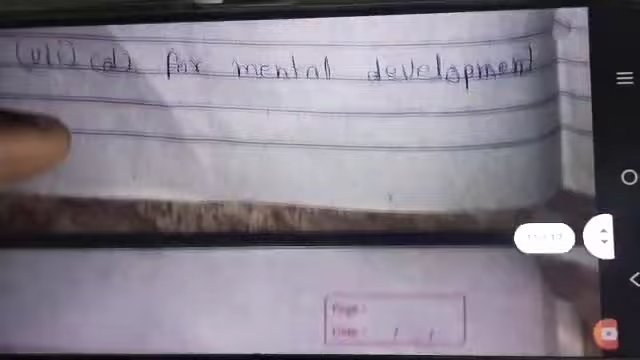 (vii) (d) for mental development
Page :
Date : / /